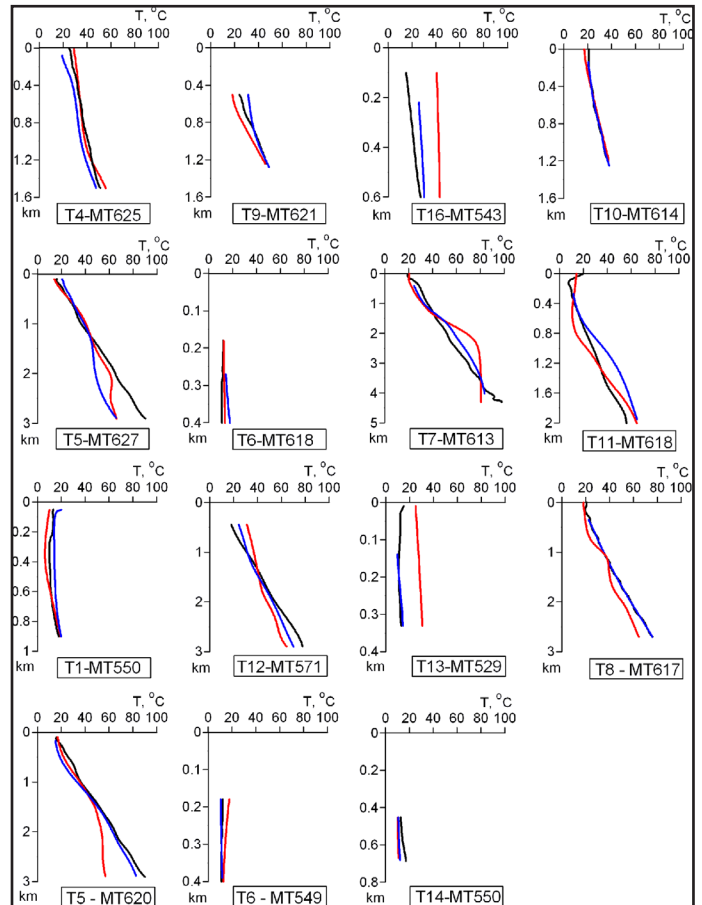 T, °C T, °C T, °C T, °C
0 20 40 60 80 100 0 20 40 60 80 100 0 20 40 60 80 100 0 20 40 60 80 100
0 0 0 0
0.4 0.4 0.2 0.4
0.8 0.8 0.4 0.8
1.2 1.2 1.2
1.6 1.6 0.6 1.6
km T4-MT625 km T9-MT621 km T16-MT543 km T10-MT614
T, °C T, °C T, °C T, °C
0 20 40 60 80 100 0 20 40 60 80 100 0 20 40 60 80 100 0 20 40 60 80 100
0 0 0 0
1 0.1 1 0.4
2 0.2 2 0.8
0.3 3 1.2
4 1.6
3 0.4 5 2
km T5-MT627 km T6-MT618 km T7-MT613 km T11-MT618
T, °C T, °C T, °C T, °C
0 20 40 60 80 100 0 20 40 60 80 100 0 20 40 60 80 100 0 20 40 60 80 100
0 0 0 0
0.2 1 0.1 1
0.4 0.2
0.6 2 0.3 2
0.8
1 3 0.4 3
km T1-MT550 km T12-MT571 km T13-MT529 km T8 - MT617
T, °C T, °C T, °C
0 20 40 60 80 100 0 20 40 60 80 100 0 20 40 60 80 100
0 0 0
1 0.1 0.2
2 0.2 0.4
0.3 0.6
3 0.4 0.8
km T5 - MT620 km T6 - MT549 km T14-MT550